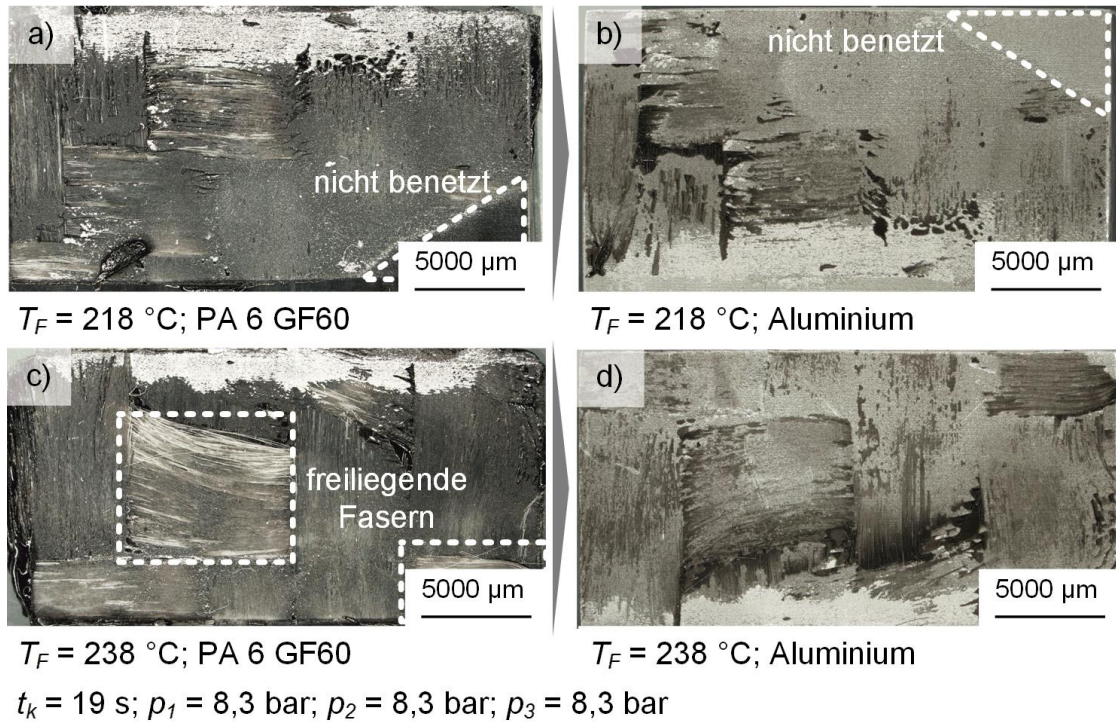 a)
nicht benetzt
5000 µm
T_F = 218 °C; PA 6 GF60
b)
nicht benetzt
5000 µm
T_F = 218 °C; Aluminium
c)
freiliegende
Fasern
5000 µm
T_F = 238 °C; PA 6 GF60
d)
5000 µm
T_F = 238 °C; Aluminium
t_k = 19 s; p_1 = 8,3 bar; p_2 = 8,3 bar; p_3 = 8,3 bar